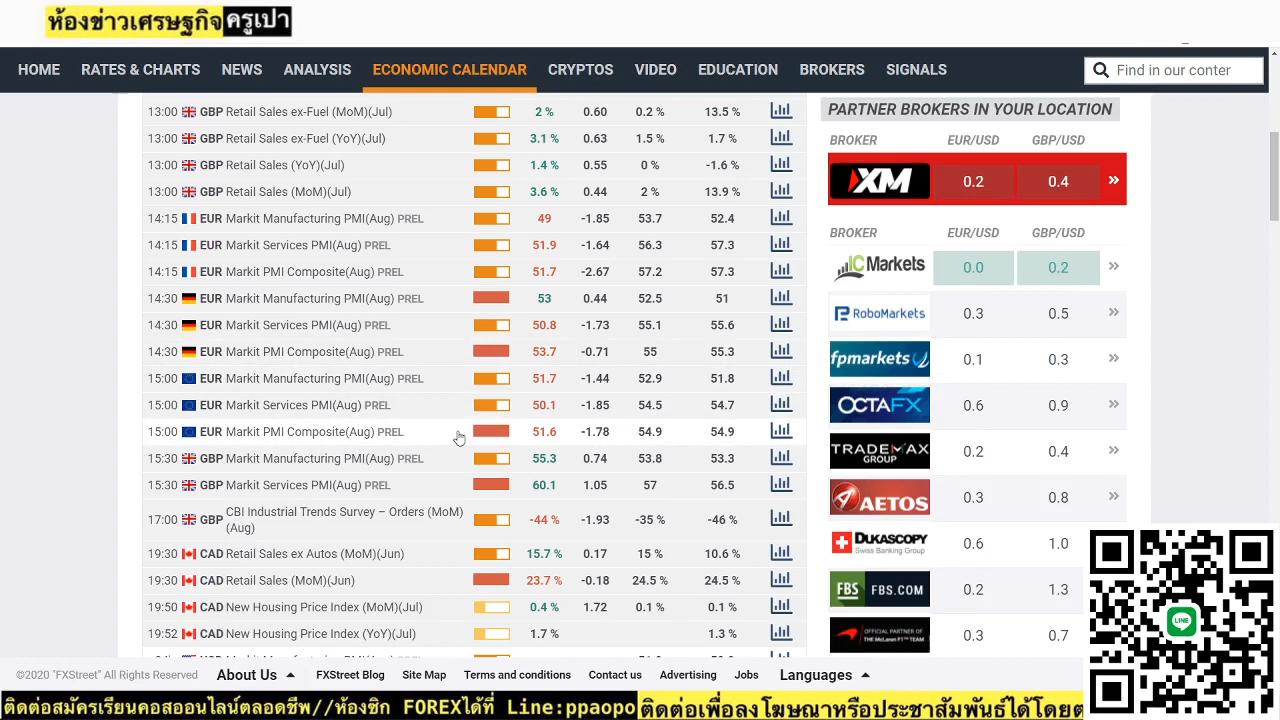 ห้องข่าวเศรษฐกิจครูเปา
HOME RATES & CHARTS NEWS ANALYSIS ECONOMIC CALENDAR CRYPTOS VIDEO EDUCATION BROKERS SIGNALS Find in our conter
13:00 GBP Retail Sales ex-Fuel (MoM)(Jul) 2 % 0.60 0.2 % 13.5 %
13:00 GBP Retail Sales ex-Fuel (YoY)(Jul) 3.1 % 0.63 1.5 % 1.7 %
13:00 GBP Retail Sales (YoY)(Jul) 1.4 % 0.55 0 % -1.6 %
13:00 GBP Retail Sales (MoM)(Jul) 3.6 % 0.44 2 % 13.9 %
14:15 EUR Markit Manufacturing PMI(Aug) PREL 49 -1.85 53.7 52.4
14:15 EUR Markit Services PMI(Aug) PREL 51.9 -1.64 56.3 57.3
14:15 EUR Markit PMI Composite(Aug) PREL 51.7 -2.67 57.2 57.3
14:30 EUR Markit Manufacturing PMI(Aug) PREL 53 0.44 52.5 51
14:30 EUR Markit Services PMI(Aug) PREL 50.8 -1.73 55.1 55.6
14:30 EUR Markit PMI Composite(Aug) PREL 53.7 -0.71 55 55.3
15:00 EUR Markit Manufacturing PMI(Aug) PREL 51.7 -1.44 52.9 51.8
15:00 EUR Markit Services PMI(Aug) PREL 50.1 -1.85 54.5 54.7
15:00 EUR Markit PMI Composite(Aug) PREL 51.6 -1.78 54.9 54.9
15:30 GBP Markit Manufacturing PMI(Aug) PREL 55.3 0.74 53.8 53.3
15:30 GBP Markit Services PMI(Aug) PREL 60.1 1.05 57 56.5
17:00 GBP CBI Industrial Trends Survey – Orders (MoM) (Aug) -44 % -1.93 -35 % -46 %
19:30 CAD Retail Sales ex Autos (MoM)(Jun) 15.7 % 0.17 15 % 10.6 %
19:30 CAD Retail Sales (MoM)(Jun) 23.7 % -0.18 24.5 % 24.5 %
19:50 CAD New Housing Price Index (MoM)(Jul) 0.4 % 1.72 0.1 % 0.1 %
19:52 CAD New Housing Price Index (YoY)(Jul) 1.7 % 1.3 %
PARTNER BROKERS IN YOUR LOCATION
BROKER EUR/USD GBP/USD
XM 0.2 0.4 »
BROKER EUR/USD GBP/USD
IC Markets 0.0 0.2 »
RoboMarkets 0.3 0.5 »
fpmarkets 0.1 0.3 »
OCTAFX 0.6 0.9 »
TRADEMAX GROUP 0.2 0.4 »
AETOS 0.3 0.8 »
DUKASCOPY Swiss Banking Group 0.6 1.0
FBS FBS.COM 0.2 1.3
OFFICIAL PARTNER OF THE McLaren F1™ TEAM 0.3 0.7
LINE
©2020 "FXStreet" All Rights Reserved About Us FXStreet Blog Site Map Terms and conditions Contact us Advertising Jobs Languages
ติดต่อสมัครเรียนคอสออนไลน์ตลอดชีพ//ห้องซิก FOREXได้ที่ Line:ppaopo ติดต่อเพื่อลงโฆษณาหรือประชาสัมพันธ์ได้โดยต